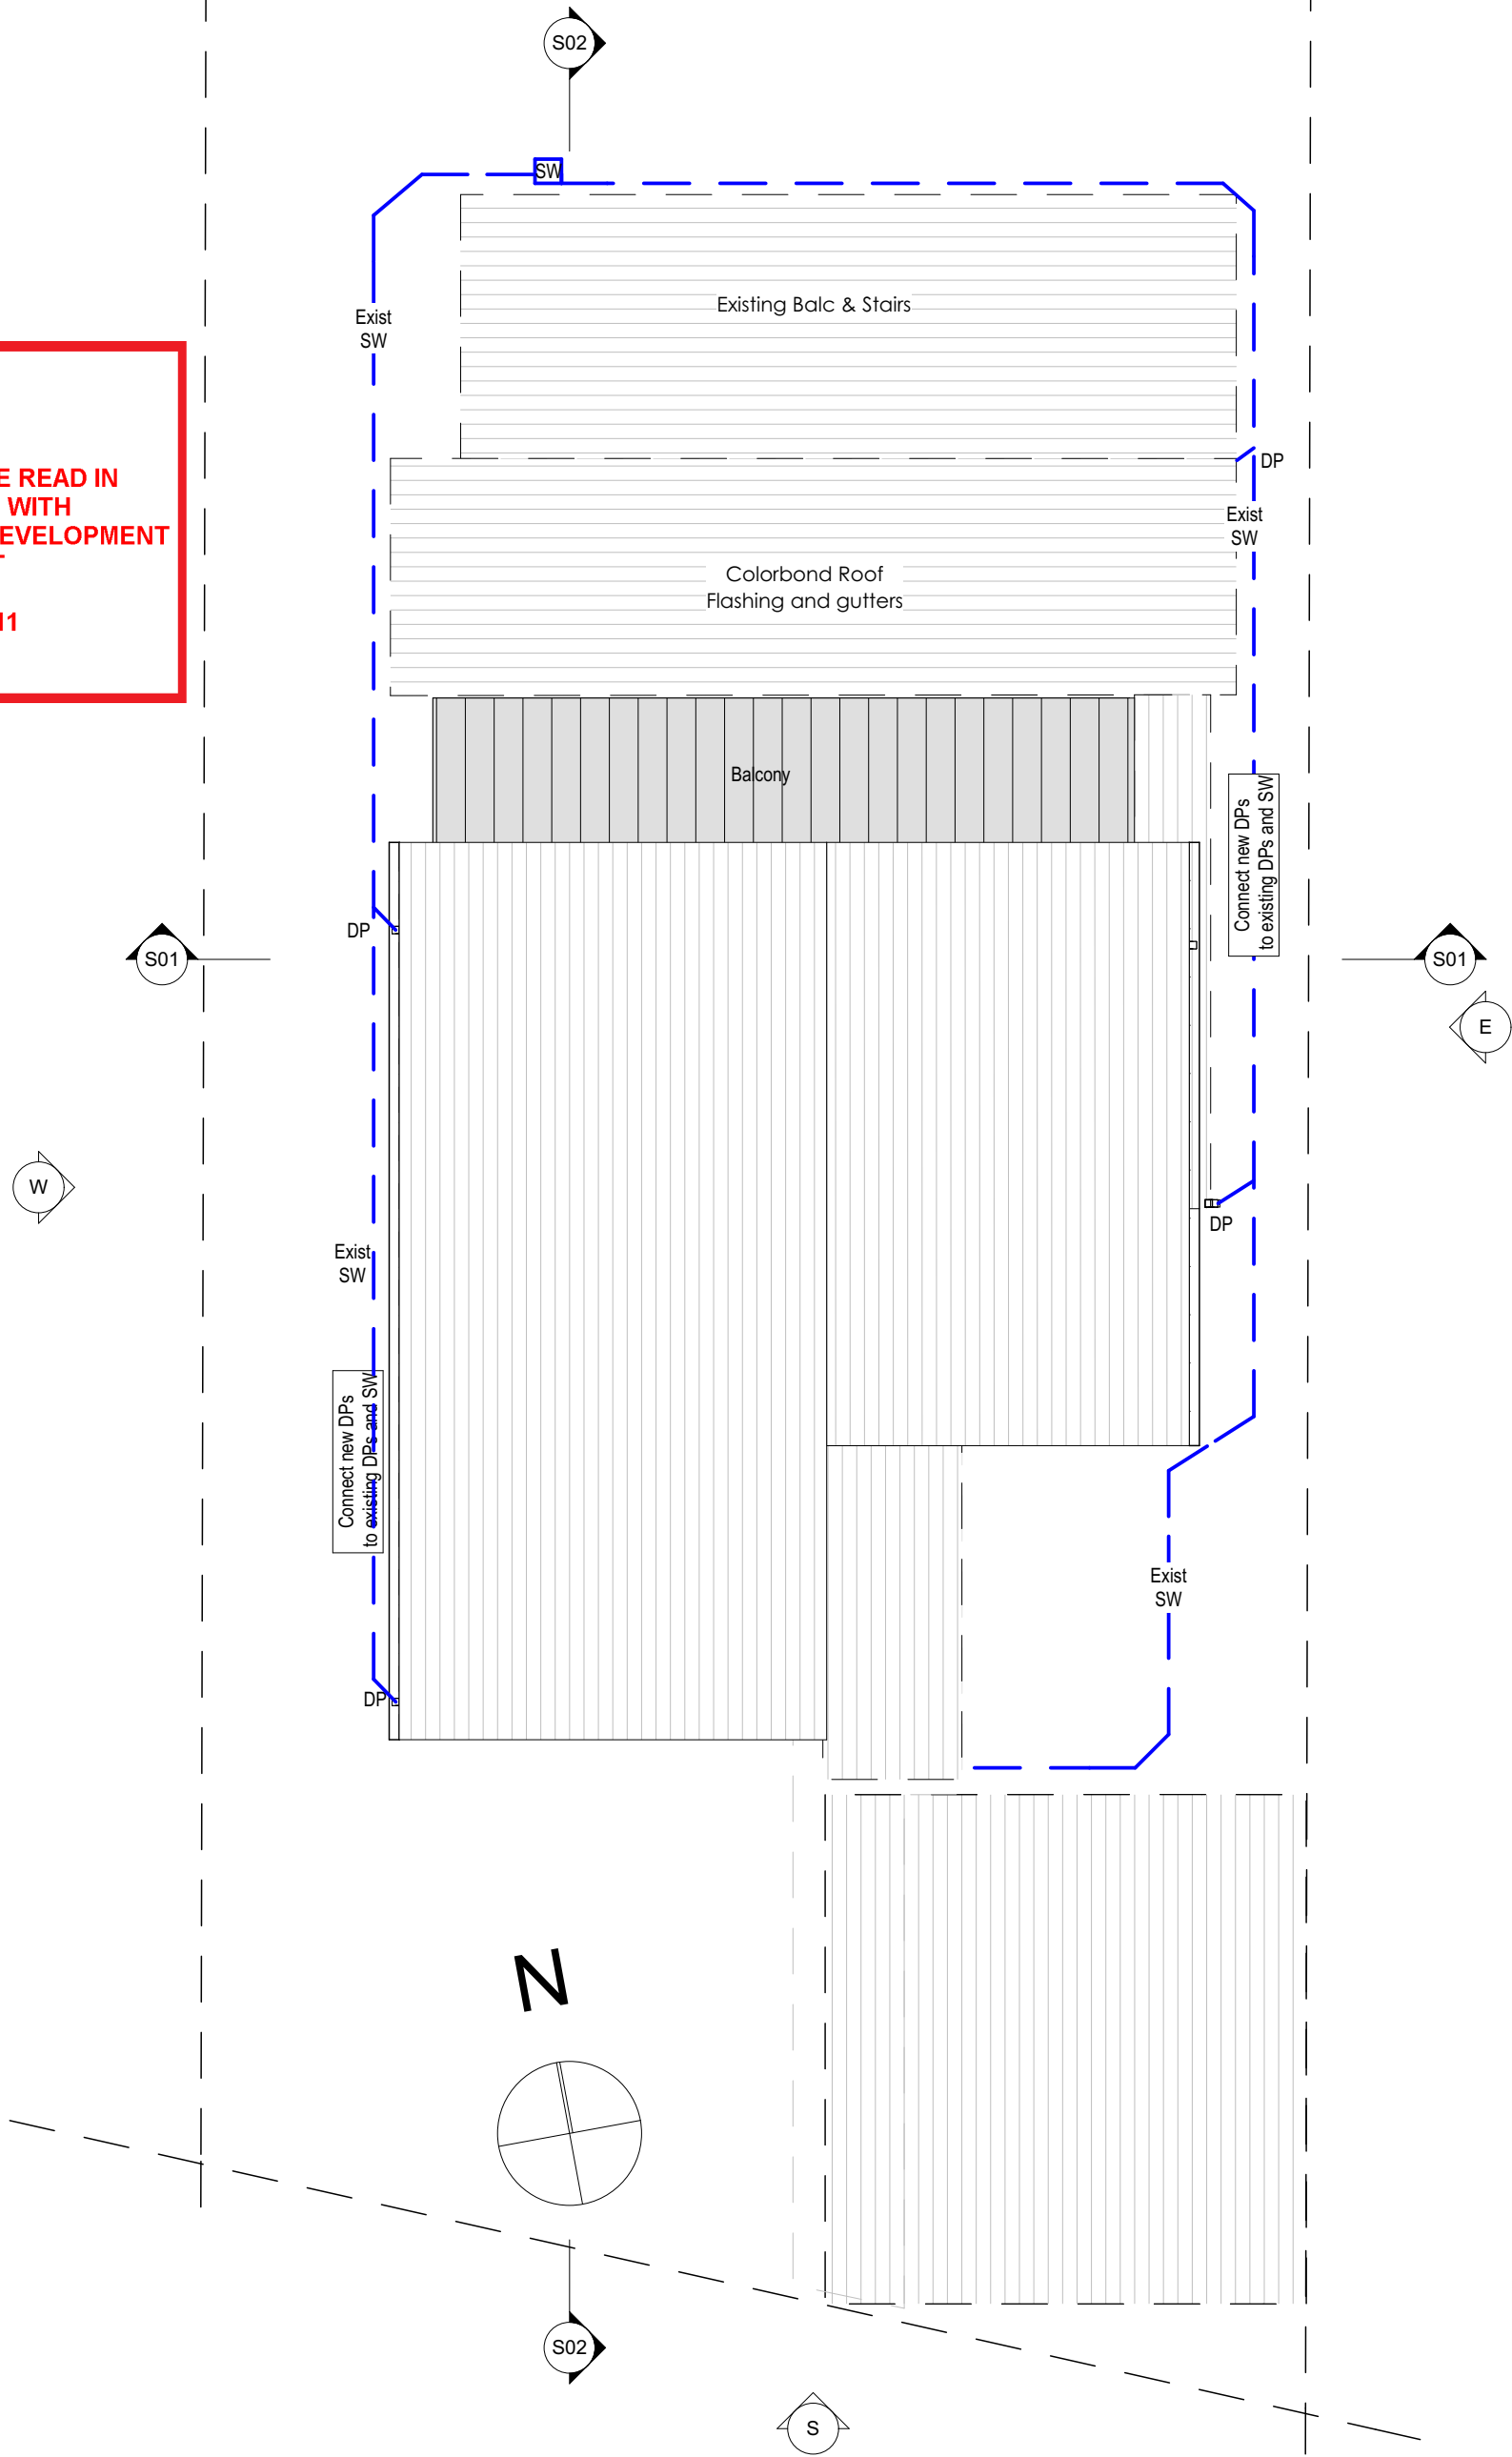 S02
SW
Existing Balc & Stairs
Exist
SW
READ IN
WITH
DP
Exist
SW
Colorbond Roof
Flashing and gutters
Balcony
Connect new DPs
to existing DPs and SW
DP
S01
S01
E
W
DP
Exist
SW
Connect new DPs
to existing DPs and SW
Exist
SW
DP
N
S02
S